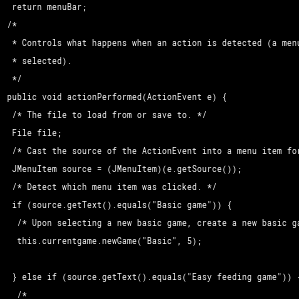 return menuBar;
/*
* Controls what happens when an action is detected (a menu
* selected).
*/
public void actionPerformed(ActionEvent e) {
/* The file to load from or save to. */
File file;
/* Cast the source of the ActionEvent into a menu item for
JMenuItem source = (JMenuItem)(e.getSource());
/* Detect which menu item was clicked. */
if (source.getText().equals("Basic game")) {
/* Upon selecting a new basic game, create a new basic ga
this.currentgame.newGame("Basic", 5);
} else if (source.getText().equals("Easy feeding game")) {
/*